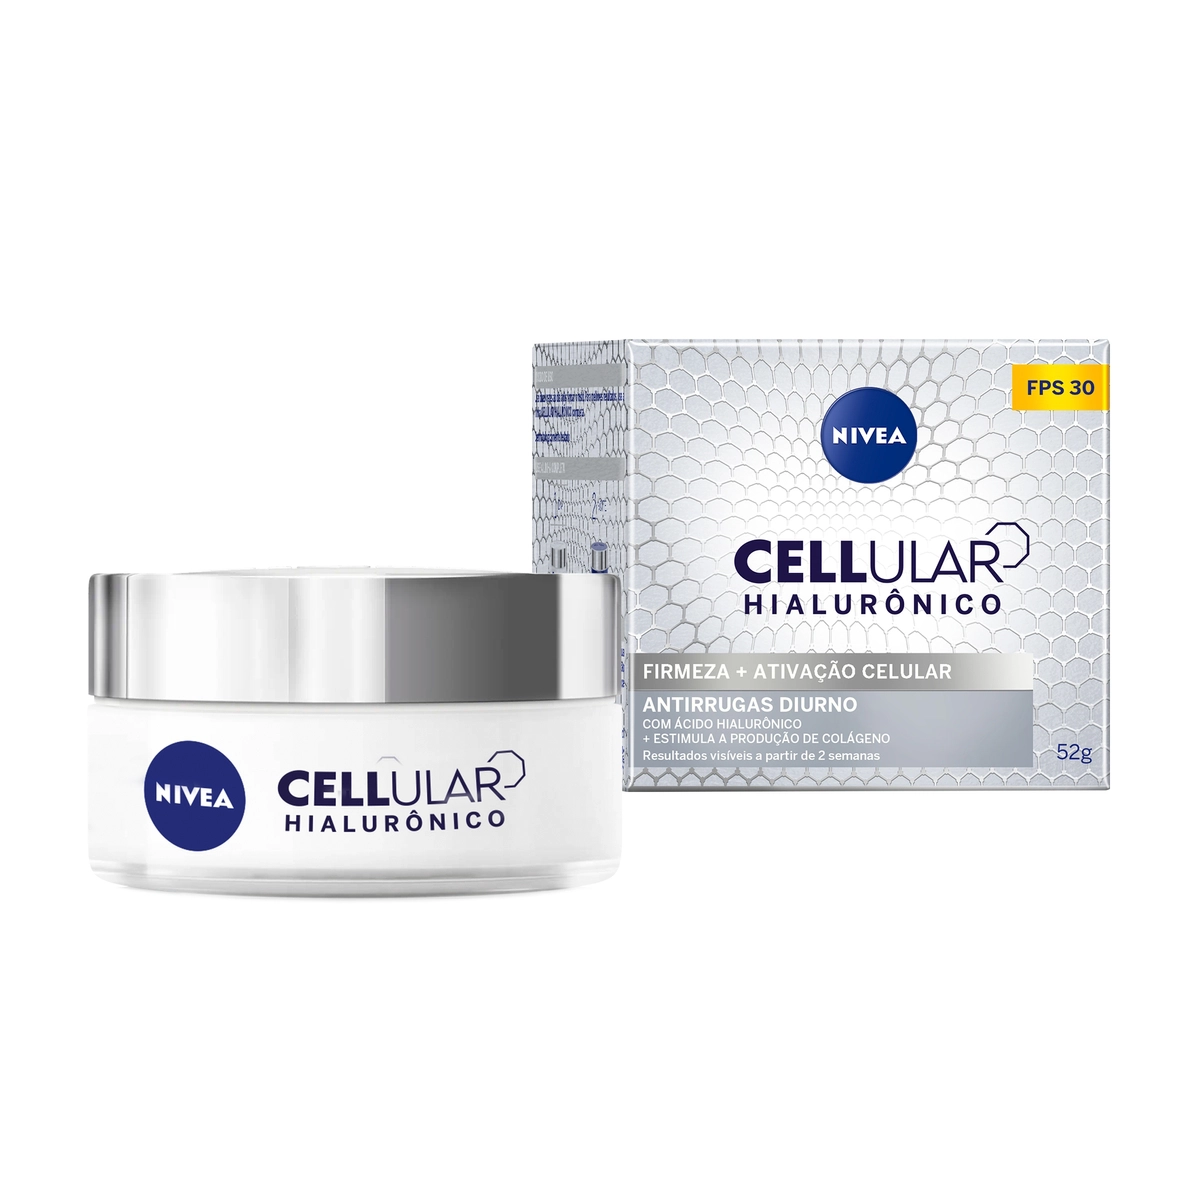 FPS 30
NIVEA
CELLULAR
HIALURÔNICO
FIRMEZA + ATIVAÇÃO CELULAR
ANTIRRUGAS DIURNO
COM ÁCIDO HIALURÔNICO
+ ESTIMULA A PRODUÇÃO DE COLÁGENO
Resultados visíveis a partir de 2 semanas
52g
NIVEA
CELLULAR
HIALURÔNICO